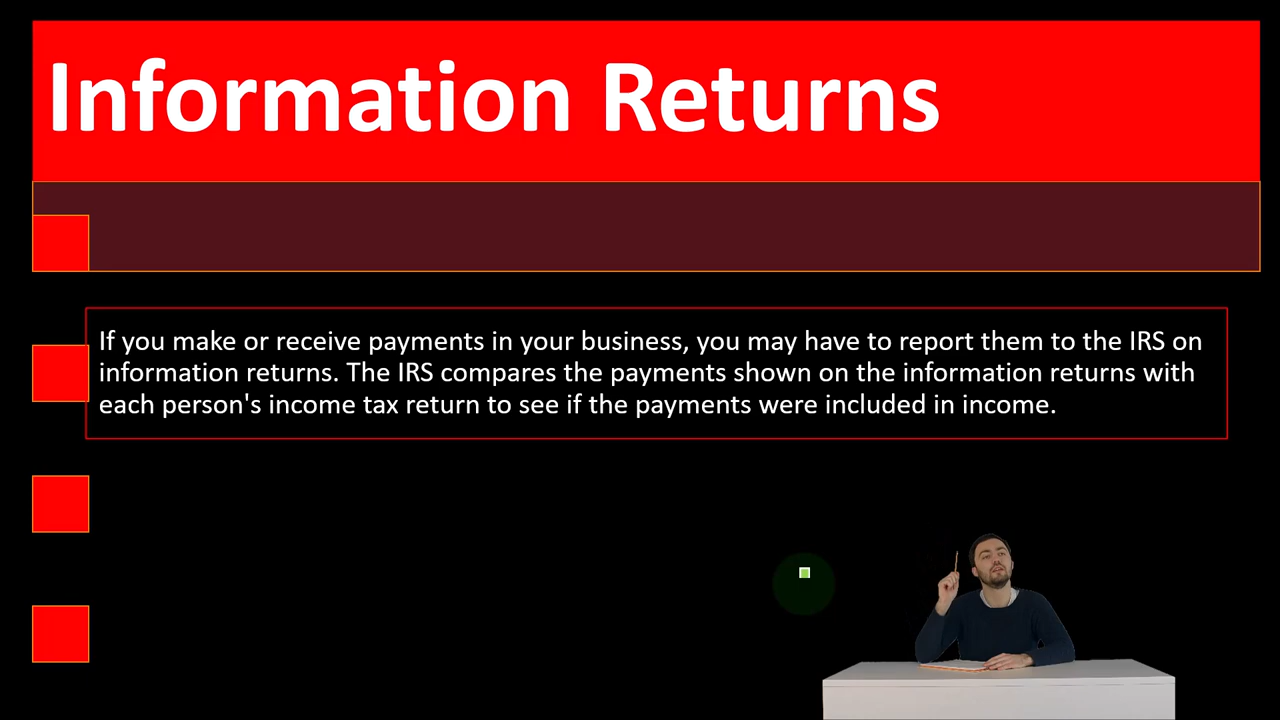 Information Returns
If you make or receive payments in your business, you may have to report them to the IRS on
information returns. The IRS compares the payments shown on the information returns with
each person's income tax return to see if the payments were included in income.